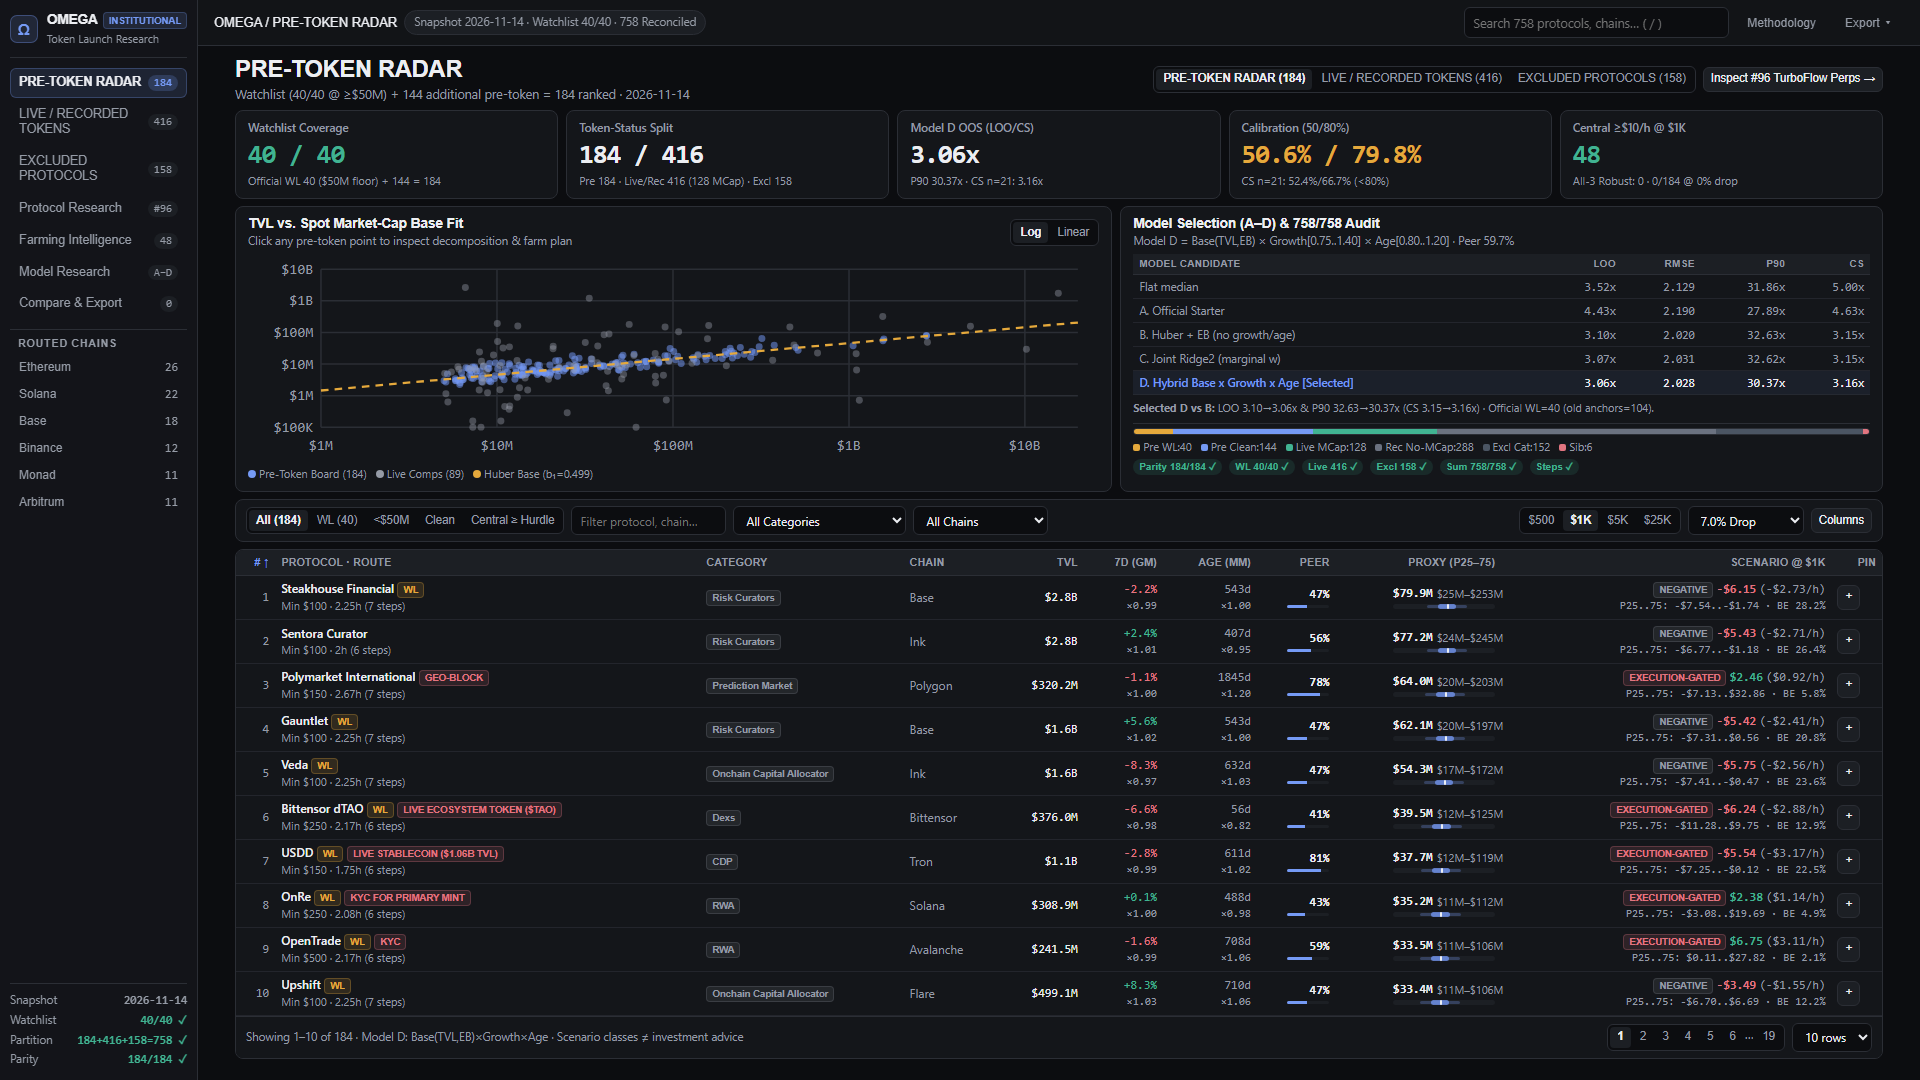 Ω OMEGA INSTITUTIONAL
Token Launch Research
PRE-TOKEN RADAR 184
LIVE / RECORDED TOKENS 416
EXCLUDED PROTOCOLS 158
Protocol Research #96
Farming Intelligence 48
Model Research A–D
Compare & Export 0
ROUTED CHAINS
Ethereum 26
Solana 22
Base 18
Binance 12
Monad 11
Arbitrum 11
Snapshot 2026-11-14
Watchlist 40/40 ✓
Partition 184+416+158=758 ✓
Parity 184/184 ✓
OMEGA / PRE-TOKEN RADAR Snapshot 2026-11-14 · Watchlist 40/40 · 758 Reconciled
Search 758 protocols, chains... ( / ) Methodology Export ▾
PRE-TOKEN RADAR
Watchlist (40/40 @ ≥$50M) + 144 additional pre-token = 184 ranked · 2026-11-14
PRE-TOKEN RADAR (184) LIVE / RECORDED TOKENS (416) EXCLUDED PROTOCOLS (158) Inspect #96 TurboFlow Perps →
Watchlist Coverage
40 / 40
Official WL 40 ($50M floor) + 144 = 184
Token-Status Split
184 / 416
Pre 184 · Live/Rec 416 (128 MCap) · Excl 158
Model D OOS (LOO/CS)
3.06x
P90 30.37x · CS n=21: 3.16x
Calibration (50/80%)
50.6% / 79.8%
CS n=21: 52.4%/66.7% (<80%)
Central ≥$10/h @ $1K
48
All-3 Robust: 0 · 0/184 @ 0% drop
TVL vs. Spot Market-Cap Base Fit
Click any pre-token point to inspect decomposition & farm plan
Log Linear
$10B
$1B
$100M
$10M
$1M
$100K
$1M $10M $100M $1B $10B
Pre-Token Board (184) Live Comps (89) Huber Base (b₁=0.499)
Model Selection (A–D) & 758/758 Audit
Model D = Base(TVL,EB) × Growth[0.75..1.40] × Age[0.80..1.20] · Peer 59.7%
MODEL CANDIDATE LOO RMSE P90 CS
Flat median 3.52x 2.129 31.86x 5.00x
A. Official Starter 4.43x 2.190 27.89x 4.63x
B. Huber + EB (no growth/age) 3.10x 2.020 32.63x 3.15x
C. Joint Ridge2 (marginal w) 3.07x 2.031 32.62x 3.15x
D. Hybrid Base x Growth x Age [Selected] 3.06x 2.028 30.37x 3.16x
Selected D vs B: LOO 3.10→3.06x & P90 32.63→30.37x (CS 3.15→3.16x) · Official WL=40 (old anchors=104).
Pre WL:40 Pre Clean:144 Live MCap:128 Rec No-MCap:288 Excl Cat:152 Sib:6
Parity 184/184 ✓ WL 40/40 ✓ Live 416 ✓ Excl 158 ✓ Sum 758/758 ✓ Steps ✓
All (184) WL (40) <$50M Clean Central ≥ Hurdle Filter protocol, chain... All Categories All Chains
$500 $1K $5K $25K 7.0% Drop Columns
# ↑ PROTOCOL · ROUTE CATEGORY CHAIN TVL 7D (GM) AGE (MM) PEER PROXY (P25–75) SCENARIO @ $1K PIN
1 Steakhouse Financial WL Risk Curators Base $2.8B -2.2% 543d 47% $79.9M $25M–$253M NEGATIVE -$6.15 (-$2.73/h) +
Min $100 · 2.25h (7 steps) ×0.99 ×1.00 P25..75: -$7.54..-$1.74 · BE 28.2%
2 Sentora Curator Risk Curators Ink $2.8B +2.4% 407d 56% $77.2M $24M–$245M NEGATIVE -$5.43 (-$2.71/h) +
Min $100 · 2h (6 steps) ×1.01 ×0.95 P25..75: -$6.77..-$1.18 · BE 26.4%
3 Polymarket International GEO-BLOCK Prediction Market Polygon $320.2M -1.1% 1845d 78% $64.0M $20M–$203M EXECUTION-GATED $2.46 ($0.92/h) +
Min $150 · 2.67h (7 steps) ×1.00 ×1.20 P25..75: -$7.13..$32.86 · BE 5.8%
4 Gauntlet WL Risk Curators Base $1.6B +5.6% 543d 47% $62.1M $20M–$197M NEGATIVE -$5.42 (-$2.41/h) +
Min $100 · 2.25h (7 steps) ×1.02 ×1.00 P25..75: -$7.31..$0.56 · BE 20.8%
5 Veda WL Onchain Capital Allocator Ink $1.6B -8.3% 632d 47% $54.3M $17M–$172M NEGATIVE -$5.75 (-$2.56/h) +
Min $100 · 2.25h (7 steps) ×0.97 ×1.03 P25..75: -$7.41..-$0.47 · BE 23.6%
6 Bittensor dTAO WL LIVE ECOSYSTEM TOKEN ($TAO) Dexs Bittensor $376.0M -6.6% 56d 41% $39.5M $12M–$125M EXECUTION-GATED -$6.24 (-$2.88/h) +
Min $250 · 2.17h (6 steps) ×0.98 ×0.82 P25..75: -$11.28..$9.75 · BE 12.9%
7 USDD WL LIVE STABLECOIN ($1.06B TVL) CDP Tron $1.1B -2.8% 611d 81% $37.7M $12M–$119M EXECUTION-GATED -$5.54 (-$3.17/h) +
Min $150 · 1.75h (6 steps) ×0.99 ×1.02 P25..75: -$7.25..-$0.12 · BE 22.5%
8 OnRe WL KYC FOR PRIMARY MINT RWA Solana $308.9M +0.1% 488d 43% $35.2M $11M–$112M EXECUTION-GATED $2.38 ($1.14/h) +
Min $250 · 2.08h (6 steps) ×1.00 ×0.98 P25..75: -$3.08..$19.69 · BE 4.9%
9 OpenTrade WL KYC RWA Avalanche $241.5M -1.6% 708d 59% $33.5M $11M–$106M EXECUTION-GATED $6.75 ($3.11/h) +
Min $500 · 2.17h (6 steps) ×0.99 ×1.06 P25..75: $0.11..$27.82 · BE 2.1%
10 Upshift WL Onchain Capital Allocator Flare $499.1M +8.3% 710d 47% $33.4M $11M–$106M NEGATIVE -$3.49 (-$1.55/h) +
Min $100 · 2.25h (7 steps) ×1.03 ×1.06 P25..75: -$6.70..$6.69 · BE 12.2%
Showing 1–10 of 184 · Model D: Base(TVL,EB)×Growth×Age · Scenario classes ≠ investment advice
1 2 3 4 5 6 ... 19 10 rows